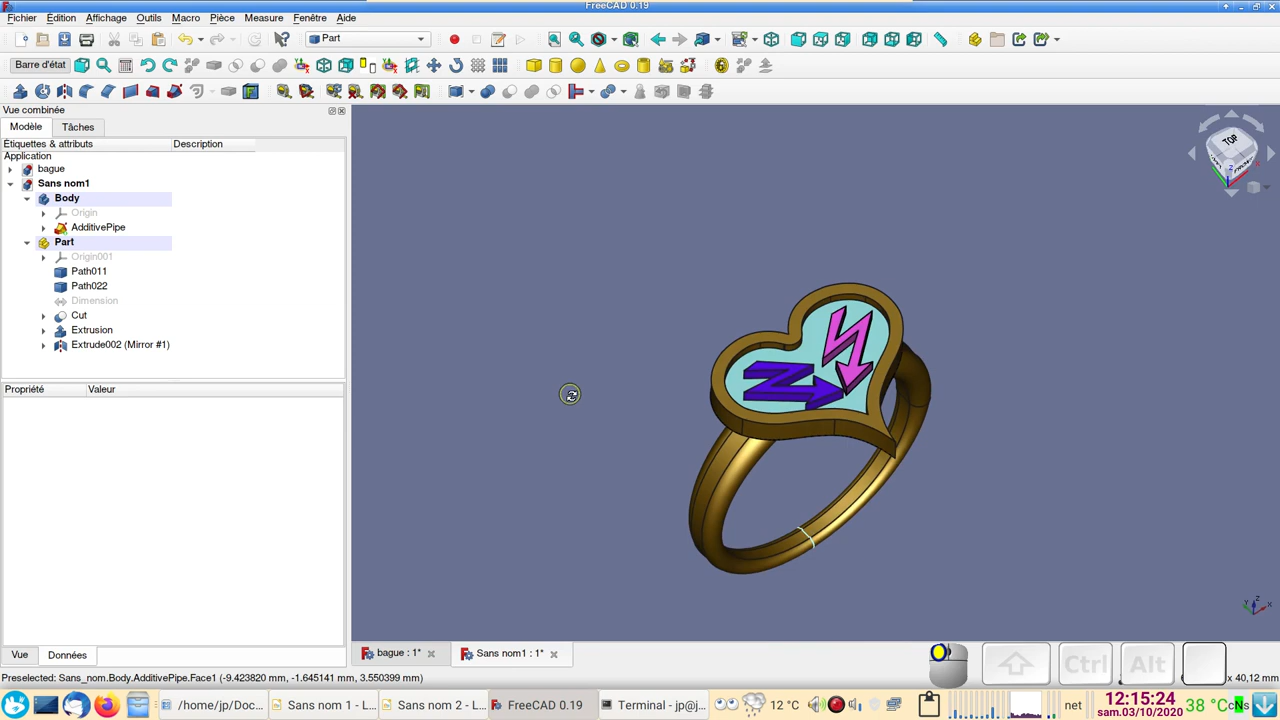 FreeCAD 0.19
Fichier Édition Affichage Outils Macro Pièce Mesure Fenêtre Aide
Part
Barre d'état
Vue combinée
Modèle Tâches
Étiquettes & attributs Description
Application
bague
Sans nom1
Body
Origin
AdditivePipe
Part
Origin001
Path011
Path022
Dimension
Cut
Extrusion
Extrude002 (Mirror #1)
Propriété Valeur
TOP
Vue Données
bague : 1* Sans nom1 : 1*
Ctrl Alt
Preselected: Sans_nom.Body.AdditivePipe.Face1 (-9.423820 mm, -1.645141 mm, 3.550399 mm) x 40,12 mm
/home/jp/Doc... Sans nom 1 - L... Sans nom 2 - L... FreeCAD 0.19 Terminal - jp@j... 12 °C net 12:15:24 38 °C
sam.03/10/2020